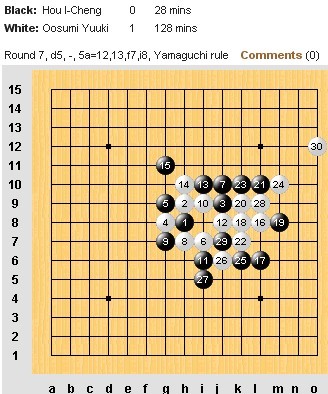 Black: Hou I-Cheng 0 28 mins
White: Oosumi Yuuki 1 128 mins
Round 7, d5, -, 5a=12,13,f7,i8, Yamaguchi rule Comments (0)
15
14
13
12 30
11 15
10 14 13 7 23 21 24
9 5 2 10 3 20 28
8 4 1 12 18 16 19
7 9 8 6 29 22
6 11 26 25 17
5 27
4
3
2
1
a b c d e f g h i j k l m n o